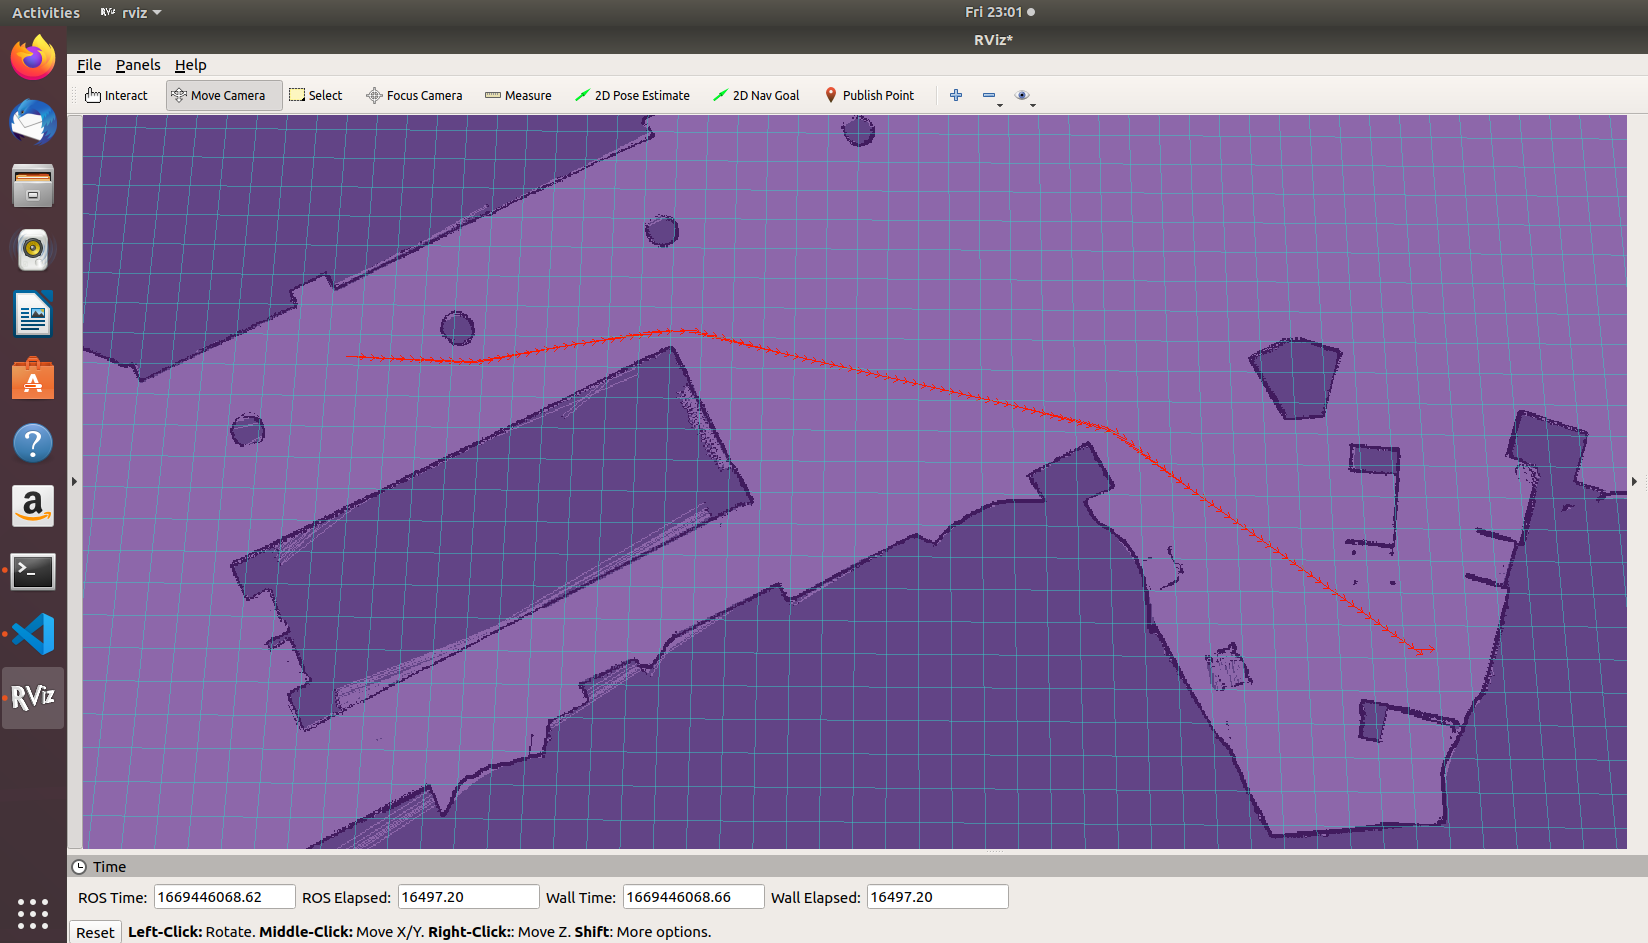 Activities RViz rviz Fri 23:01
RViz*
File Panels Help
Interact Move Camera Select Focus Camera Measure 2D Pose Estimate 2D Nav Goal Publish Point
a
RViz
Time
ROS Time: 1669446068.62 ROS Elapsed: 16497.20 Wall Time: 1669446068.66 Wall Elapsed: 16497.20
Reset Left-Click: Rotate. Middle-Click: Move X/Y. Right-Click:: Move Z. Shift: More options.